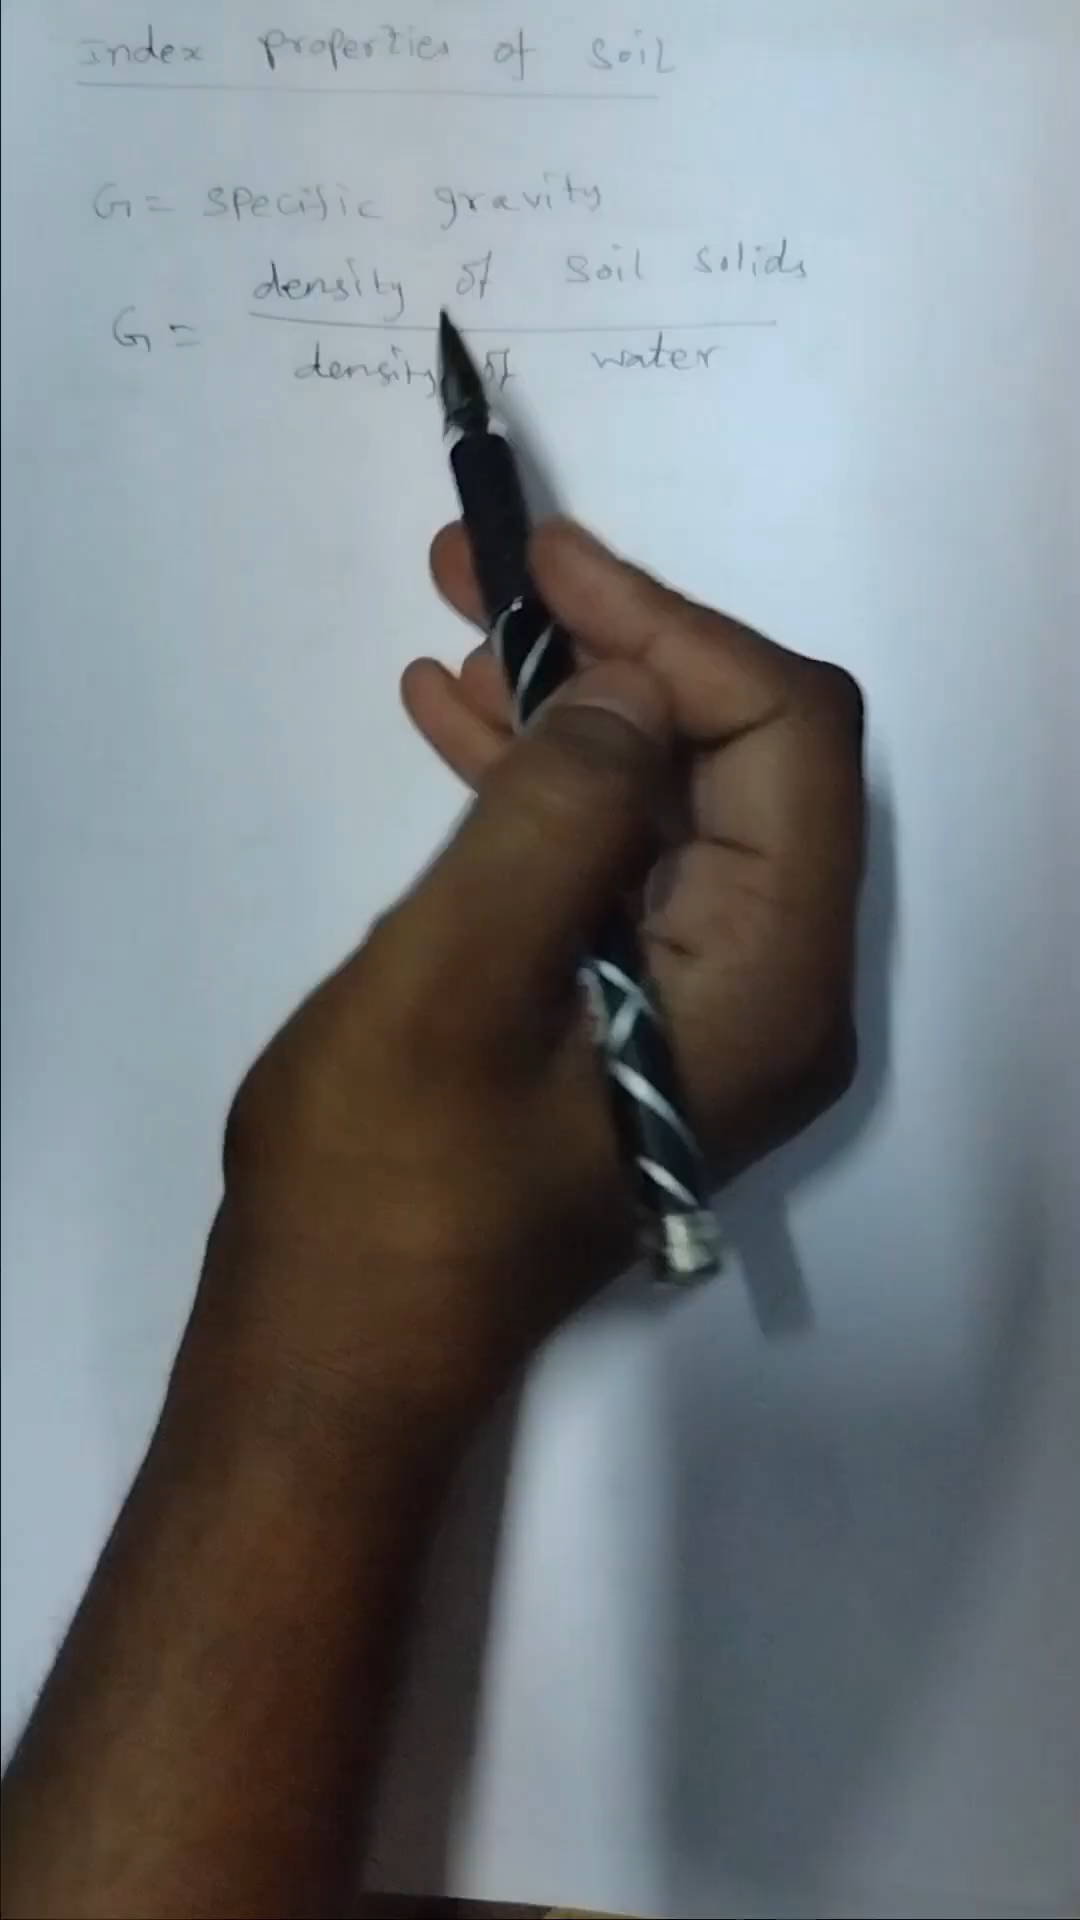 Index properties of soil
G = specific gravity
density of soil solids
G =
density of water